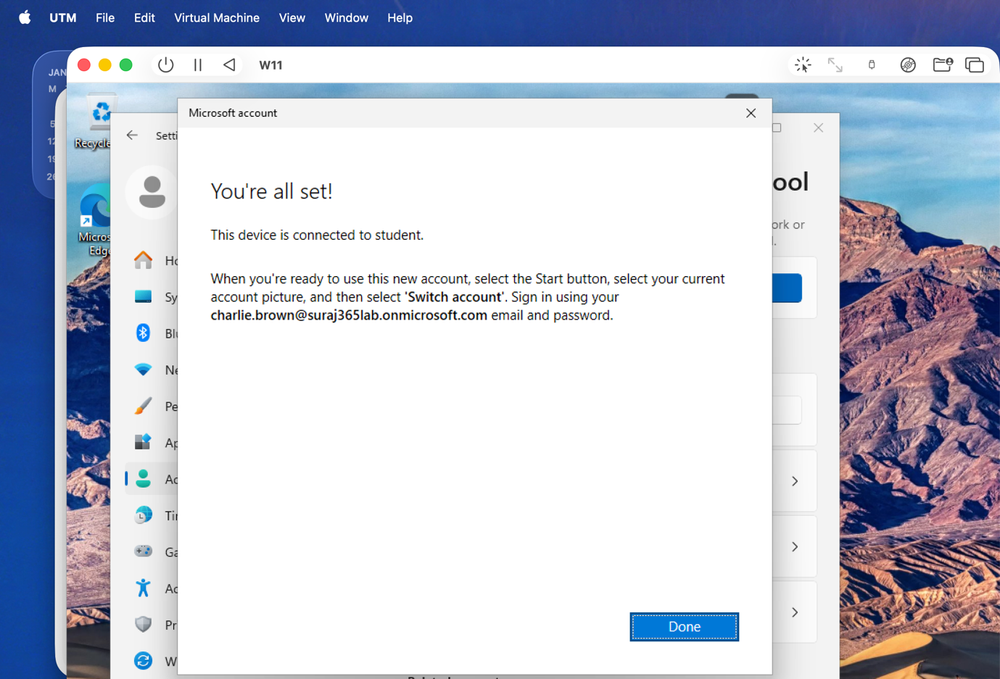 UTM File Edit Virtual Machine View Window Help
W11
JAN
M
5
12
19
26
Recycle
Micros
Edge
Microsoft account
Setti
You're all set!
This device is connected to student.
When you're ready to use this new account, select the Start button, select your current
account picture, and then select 'Switch account'. Sign in using your
charlie.brown@suraj365lab.onmicrosoft.com email and password.
Done
ool
ork or
Ho
Sy
Blu
Ne
Pe
Ap
Ac
Tir
Ga
Ac
Pr
W